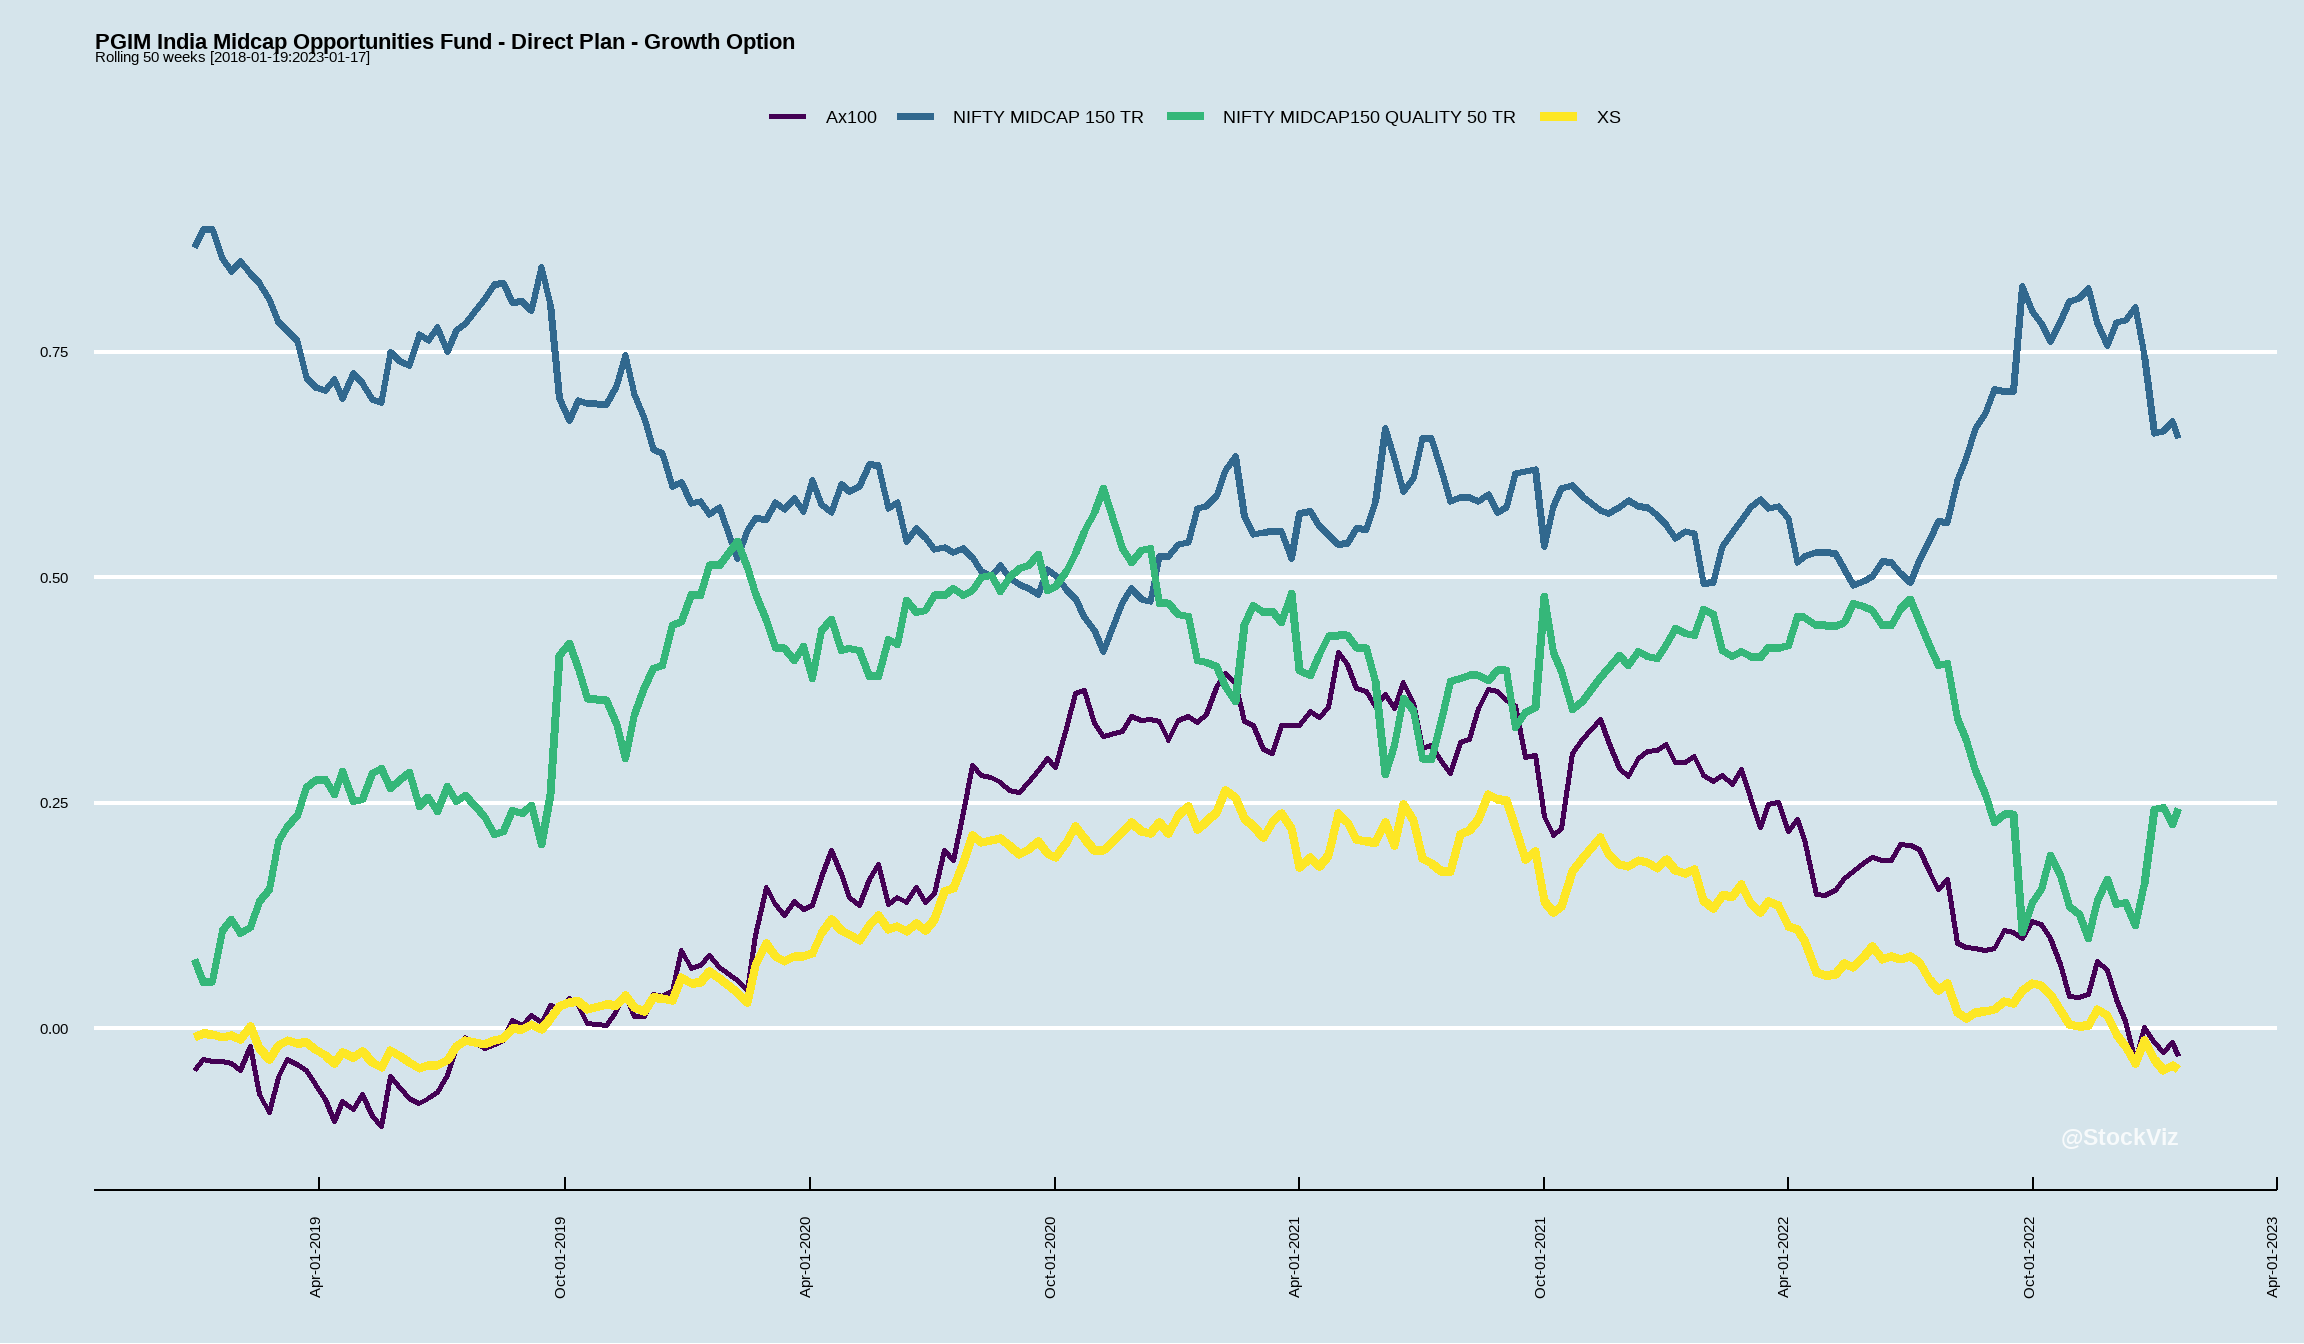 PGIM India Midcap Opportunities Fund - Direct Plan - Growth Option
Rolling 50 weeks [2018-01-19:2023-01-17]
Ax100 NIFTY MIDCAP 150 TR NIFTY MIDCAP150 QUALITY 50 TR XS
0.75
0.50
0.25
0.00
@StockViz
Apr-01-2019 Oct-01-2019 Apr-01-2020 Oct-01-2020 Apr-01-2021 Oct-01-2021 Apr-01-2022 Oct-01-2022 Apr-01-2023